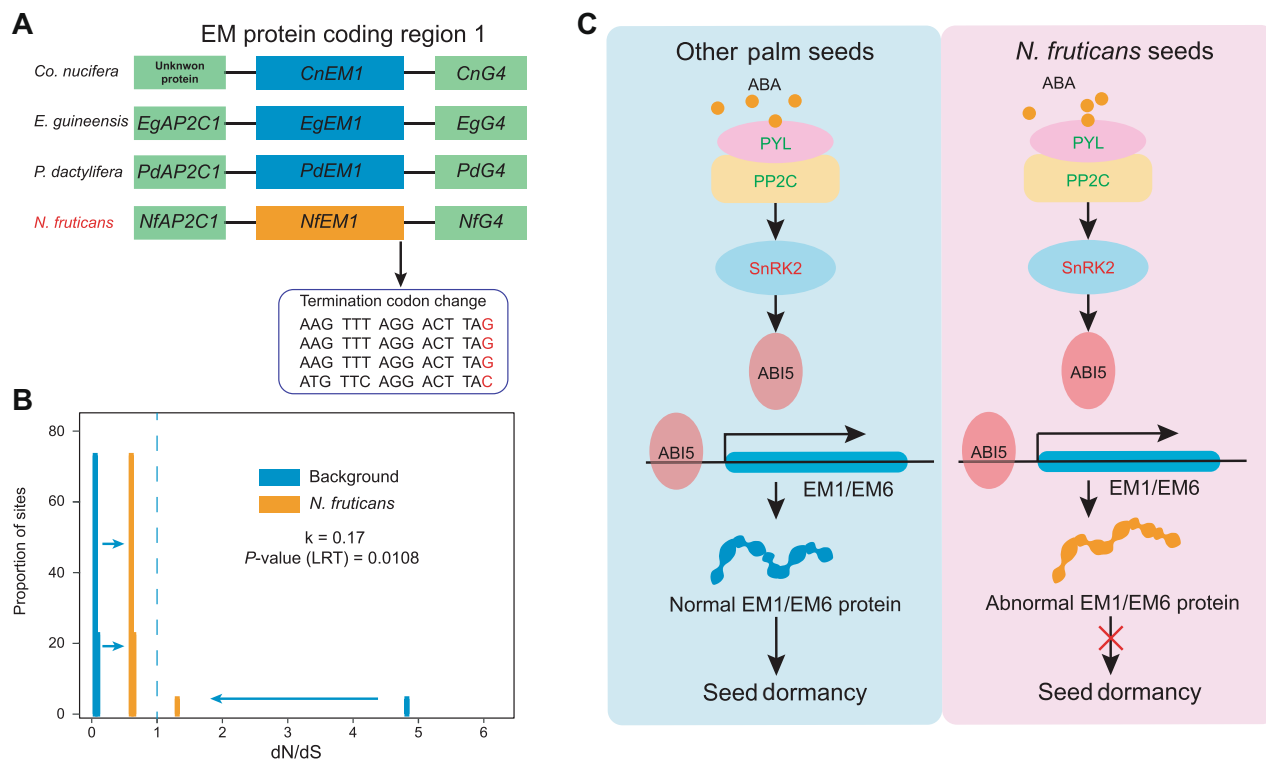 A
EM protein coding region 1
Co. nucifera
Unknwon
protein
CnEM1
CnG4
E. guineensis
EgAP2C1
EgEM1
EgG4
P. dactylifera
PdAP2C1
PdEM1
PdG4
N. fruticans
NfAP2C1
NfEM1
NfG4
Termination codon change
AAG TTT AGG ACT TAG
AAG TTT AGG ACT TAG
AAG TTT AGG ACT TAG
ATG TTC AGG ACT TAC
B
Proportion of sites
80
60
40
20
0
Background
N. fruticans
k = 0.17
P-value (LRT) = 0.0108
0 1 2 3 4 5 6
dN/dS
C
Other palm seeds
ABA
PYL
PP2C
SnRK2
ABI5
ABI5
EM1/EM6
Normal EM1/EM6 protein
Seed dormancy
N. fruticans seeds
ABA
PYL
PP2C
SnRK2
ABI5
ABI5
EM1/EM6
Abnormal EM1/EM6 protein
Seed dormancy